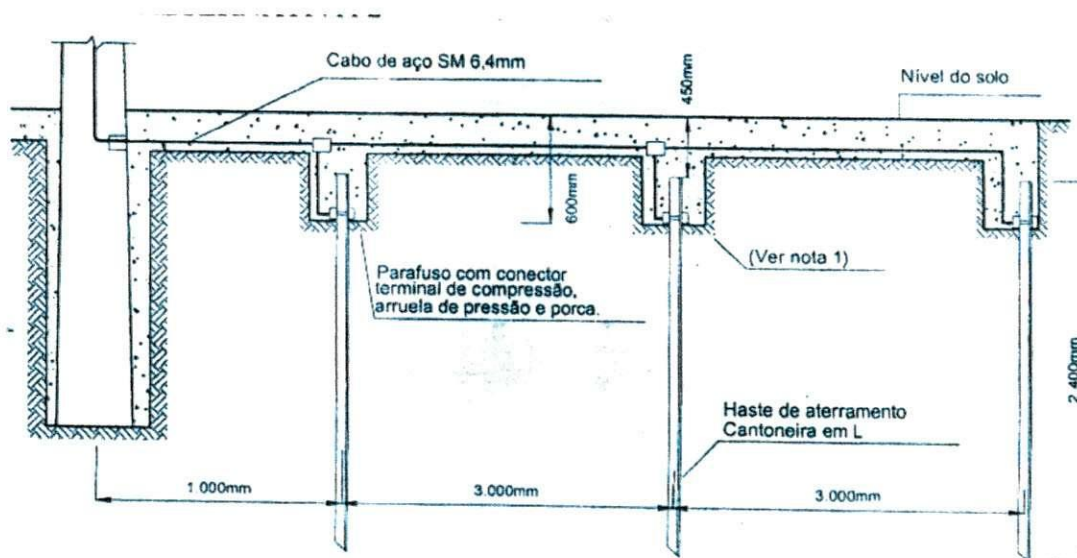 Cabo de aço SM 6,4mm
450mm
Nível do solo
600mm
(Ver nota 1)
Parafuso com conector
terminal de compressão,
arruela de pressão e porca.
2.400mm
Haste de aterramento
Cantoneira em L
1.000mm
3.000mm
3.000mm